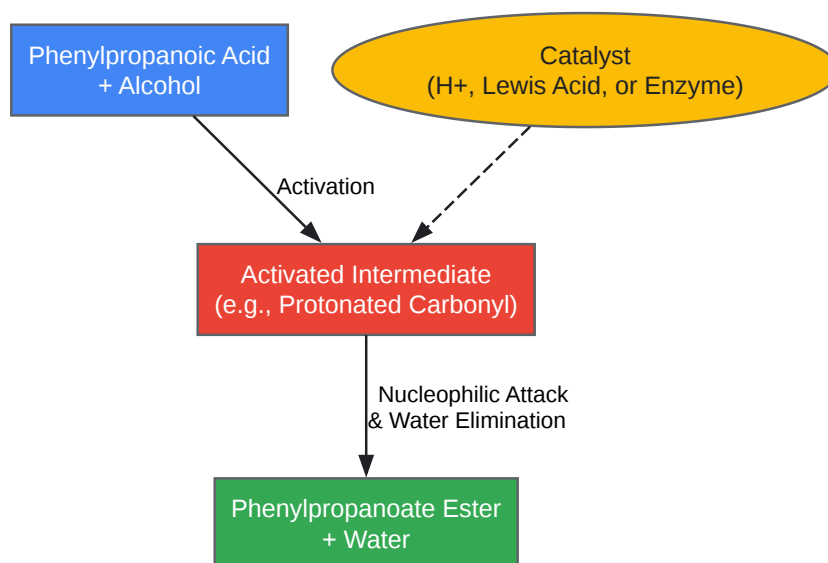 Phenylpropanoic Acid
+ Alcohol
Catalyst
(H+, Lewis Acid, or Enzyme)
Activation
Activated Intermediate
(e.g., Protonated Carbonyl)
Nucleophilic Attack
& Water Elimination
Phenylpropanoate Ester
+ Water